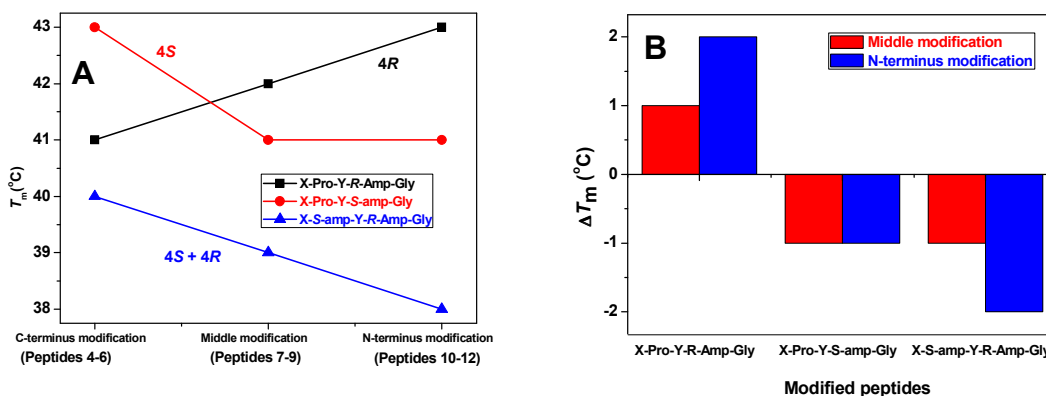 A
4S
4R
4S + 4R
Tm (°C)
43
42
41
40
39
38
X-Pro-Y-R-Amp-Gly
X-Pro-Y-S-amp-Gly
X-S-amp-Y-R-Amp-Gly
C-terminus modification
(Peptides 4-6)
Middle modification
(Peptides 7-9)
N-terminus modification
(Peptides 10-12)
B
Middle modification
N-terminus modification
ΔTm (°C)
2
1
0
-1
-2
X-Pro-Y-R-Amp-Gly
X-Pro-Y-S-amp-Gly
X-S-amp-Y-R-Amp-Gly
Modified peptides